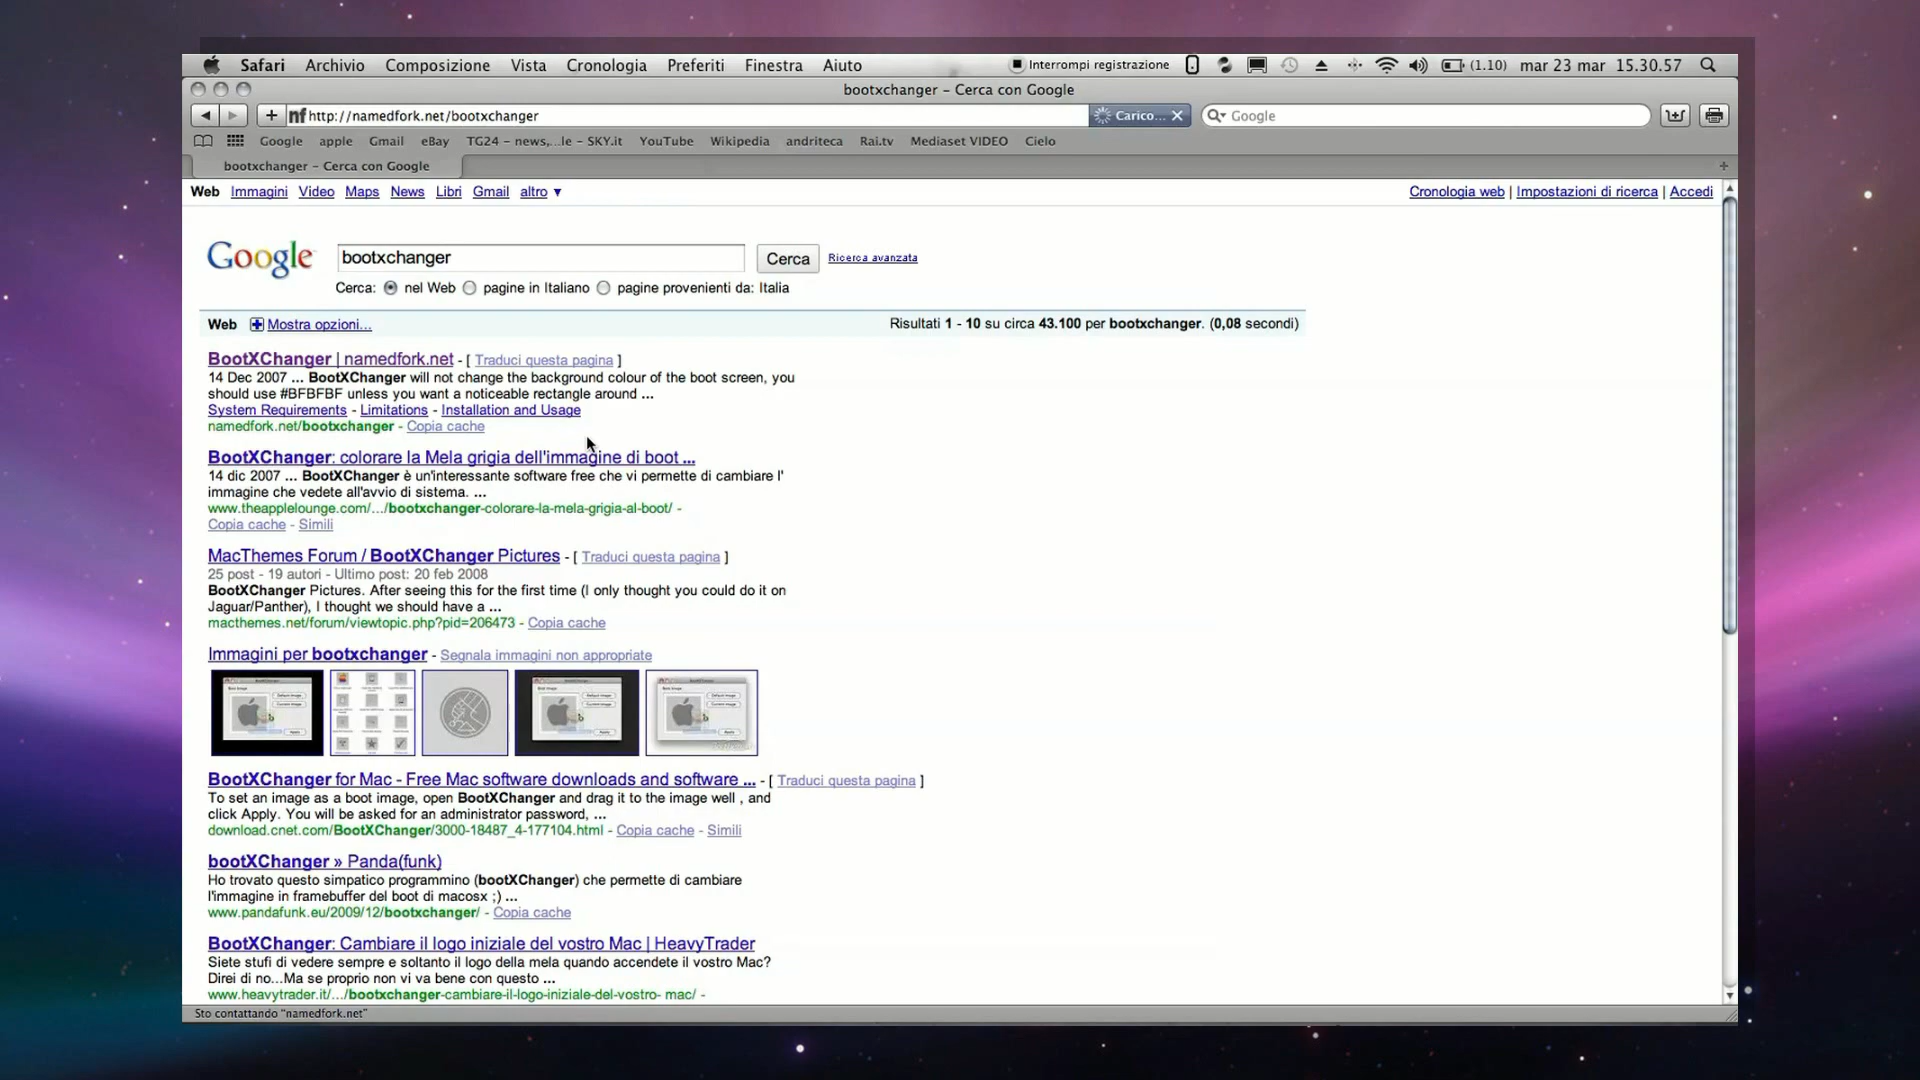 Safari Archivio Composizione Vista Cronologia Preferiti Finestra Aiuto Interrompi registrazione (1.10) mar 23 mar 15.30.57
bootxchanger – Cerca con Google
nf http://namedfork.net/bootxchanger Carico... Google
Google apple Gmail eBay TG24 – news,...le – SKY.it YouTube Wikipedia andriteca Rai.tv Mediaset VIDEO Cielo
bootxchanger – Cerca con Google
Web Immagini Video Maps News Libri Gmail altro ▼ Cronologia web | Impostazioni di ricerca | Accedi
Google bootxchanger Cerca Ricerca avanzata
Cerca: nel Web pagine in Italiano pagine provenienti da: Italia
Web Mostra opzioni... Risultati 1 - 10 su circa 43.100 per bootxchanger. (0,08 secondi)
BootXChanger | namedfork.net - [ Traduci questa pagina ]
14 Dec 2007 ... BootXChanger will not change the background colour of the boot screen, you
should use #BFBFBF unless you want a noticeable rectangle around ...
System Requirements - Limitations - Installation and Usage
namedfork.net/bootxchanger - Copia cache
BootXChanger: colorare la Mela grigia dell'immagine di boot ...
14 dic 2007 ... BootXChanger è un'interessante software free che vi permette di cambiare l'
immagine che vedete all'avvio di sistema. ...
www.theapplelounge.com/.../bootxchanger-colorare-la-mela-grigia-al-boot/ -
Copia cache - Simili
MacThemes Forum / BootXChanger Pictures - [ Traduci questa pagina ]
25 post - 19 autori - Ultimo post: 20 feb 2008
BootXChanger Pictures. After seeing this for the first time (I only thought you could do it on
Jaguar/Panther), I thought we should have a ...
macthemes.net/forum/viewtopic.php?pid=206473 - Copia cache
Immagini per bootxchanger - Segnala immagini non appropriate
BootXChanger for Mac - Free Mac software downloads and software ... - [ Traduci questa pagina ]
To set an image as a boot image, open BootXChanger and drag it to the image well , and
click Apply. You will be asked for an administrator password, ...
download.cnet.com/BootXChanger/3000-18487_4-177104.html - Copia cache - Simili
bootXChanger » Panda(funk)
Ho trovato questo simpatico programmino (bootXChanger) che permette di cambiare
l'immagine in framebuffer del boot di macosx ;) ...
www.pandafunk.eu/2009/12/bootxchanger/ - Copia cache
BootXChanger: Cambiare il logo iniziale del vostro Mac | HeavyTrader
Siete stufi di vedere sempre e soltanto il logo della mela quando accendete il vostro Mac?
Direi di no...Ma se proprio non vi va bene con questo ...
www.heavytrader.it/.../bootxchanger-cambiare-il-logo-iniziale-del-vostro- mac/ -
Sto contattando "namedfork.net"